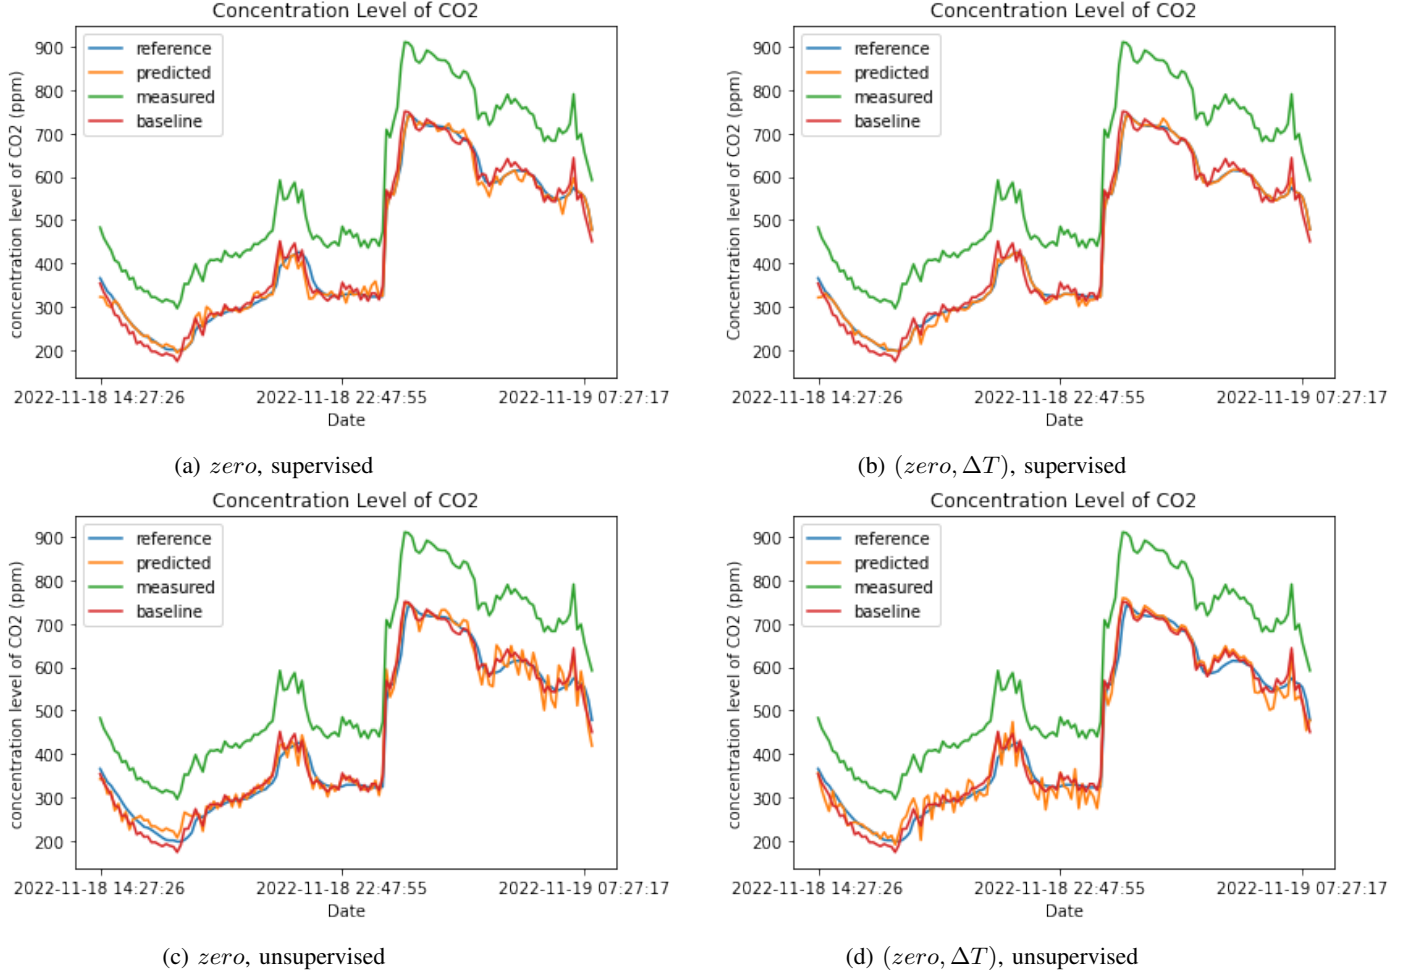 Concentration Level of CO2
concentration level of CO2 (ppm)
900
800
700
600
500
400
300
200
reference
predicted
measured
baseline
2022-11-18 14:27:26
2022-11-18 22:47:55
2022-11-19 07:27:17
Date
(a) zero, supervised
Concentration Level of CO2
Concentration level of CO2 (ppm)
900
800
700
600
500
400
300
200
reference
predicted
measured
baseline
2022-11-18 14:27:26
2022-11-18 22:47:55
2022-11-19 07:27:17
Date
(b) (zero, ΔT), supervised
Concentration Level of CO2
concentration level of CO2 (ppm)
900
800
700
600
500
400
300
200
reference
predicted
measured
baseline
2022-11-18 14:27:26
2022-11-18 22:47:55
2022-11-19 07:27:17
Date
(c) zero, unsupervised
Concentration Level of CO2
concentration level of CO2 (ppm)
900
800
700
600
500
400
300
200
reference
predicted
measured
baseline
2022-11-18 14:27:26
2022-11-18 22:47:55
2022-11-19 07:27:17
Date
(d) (zero, ΔT), unsupervised